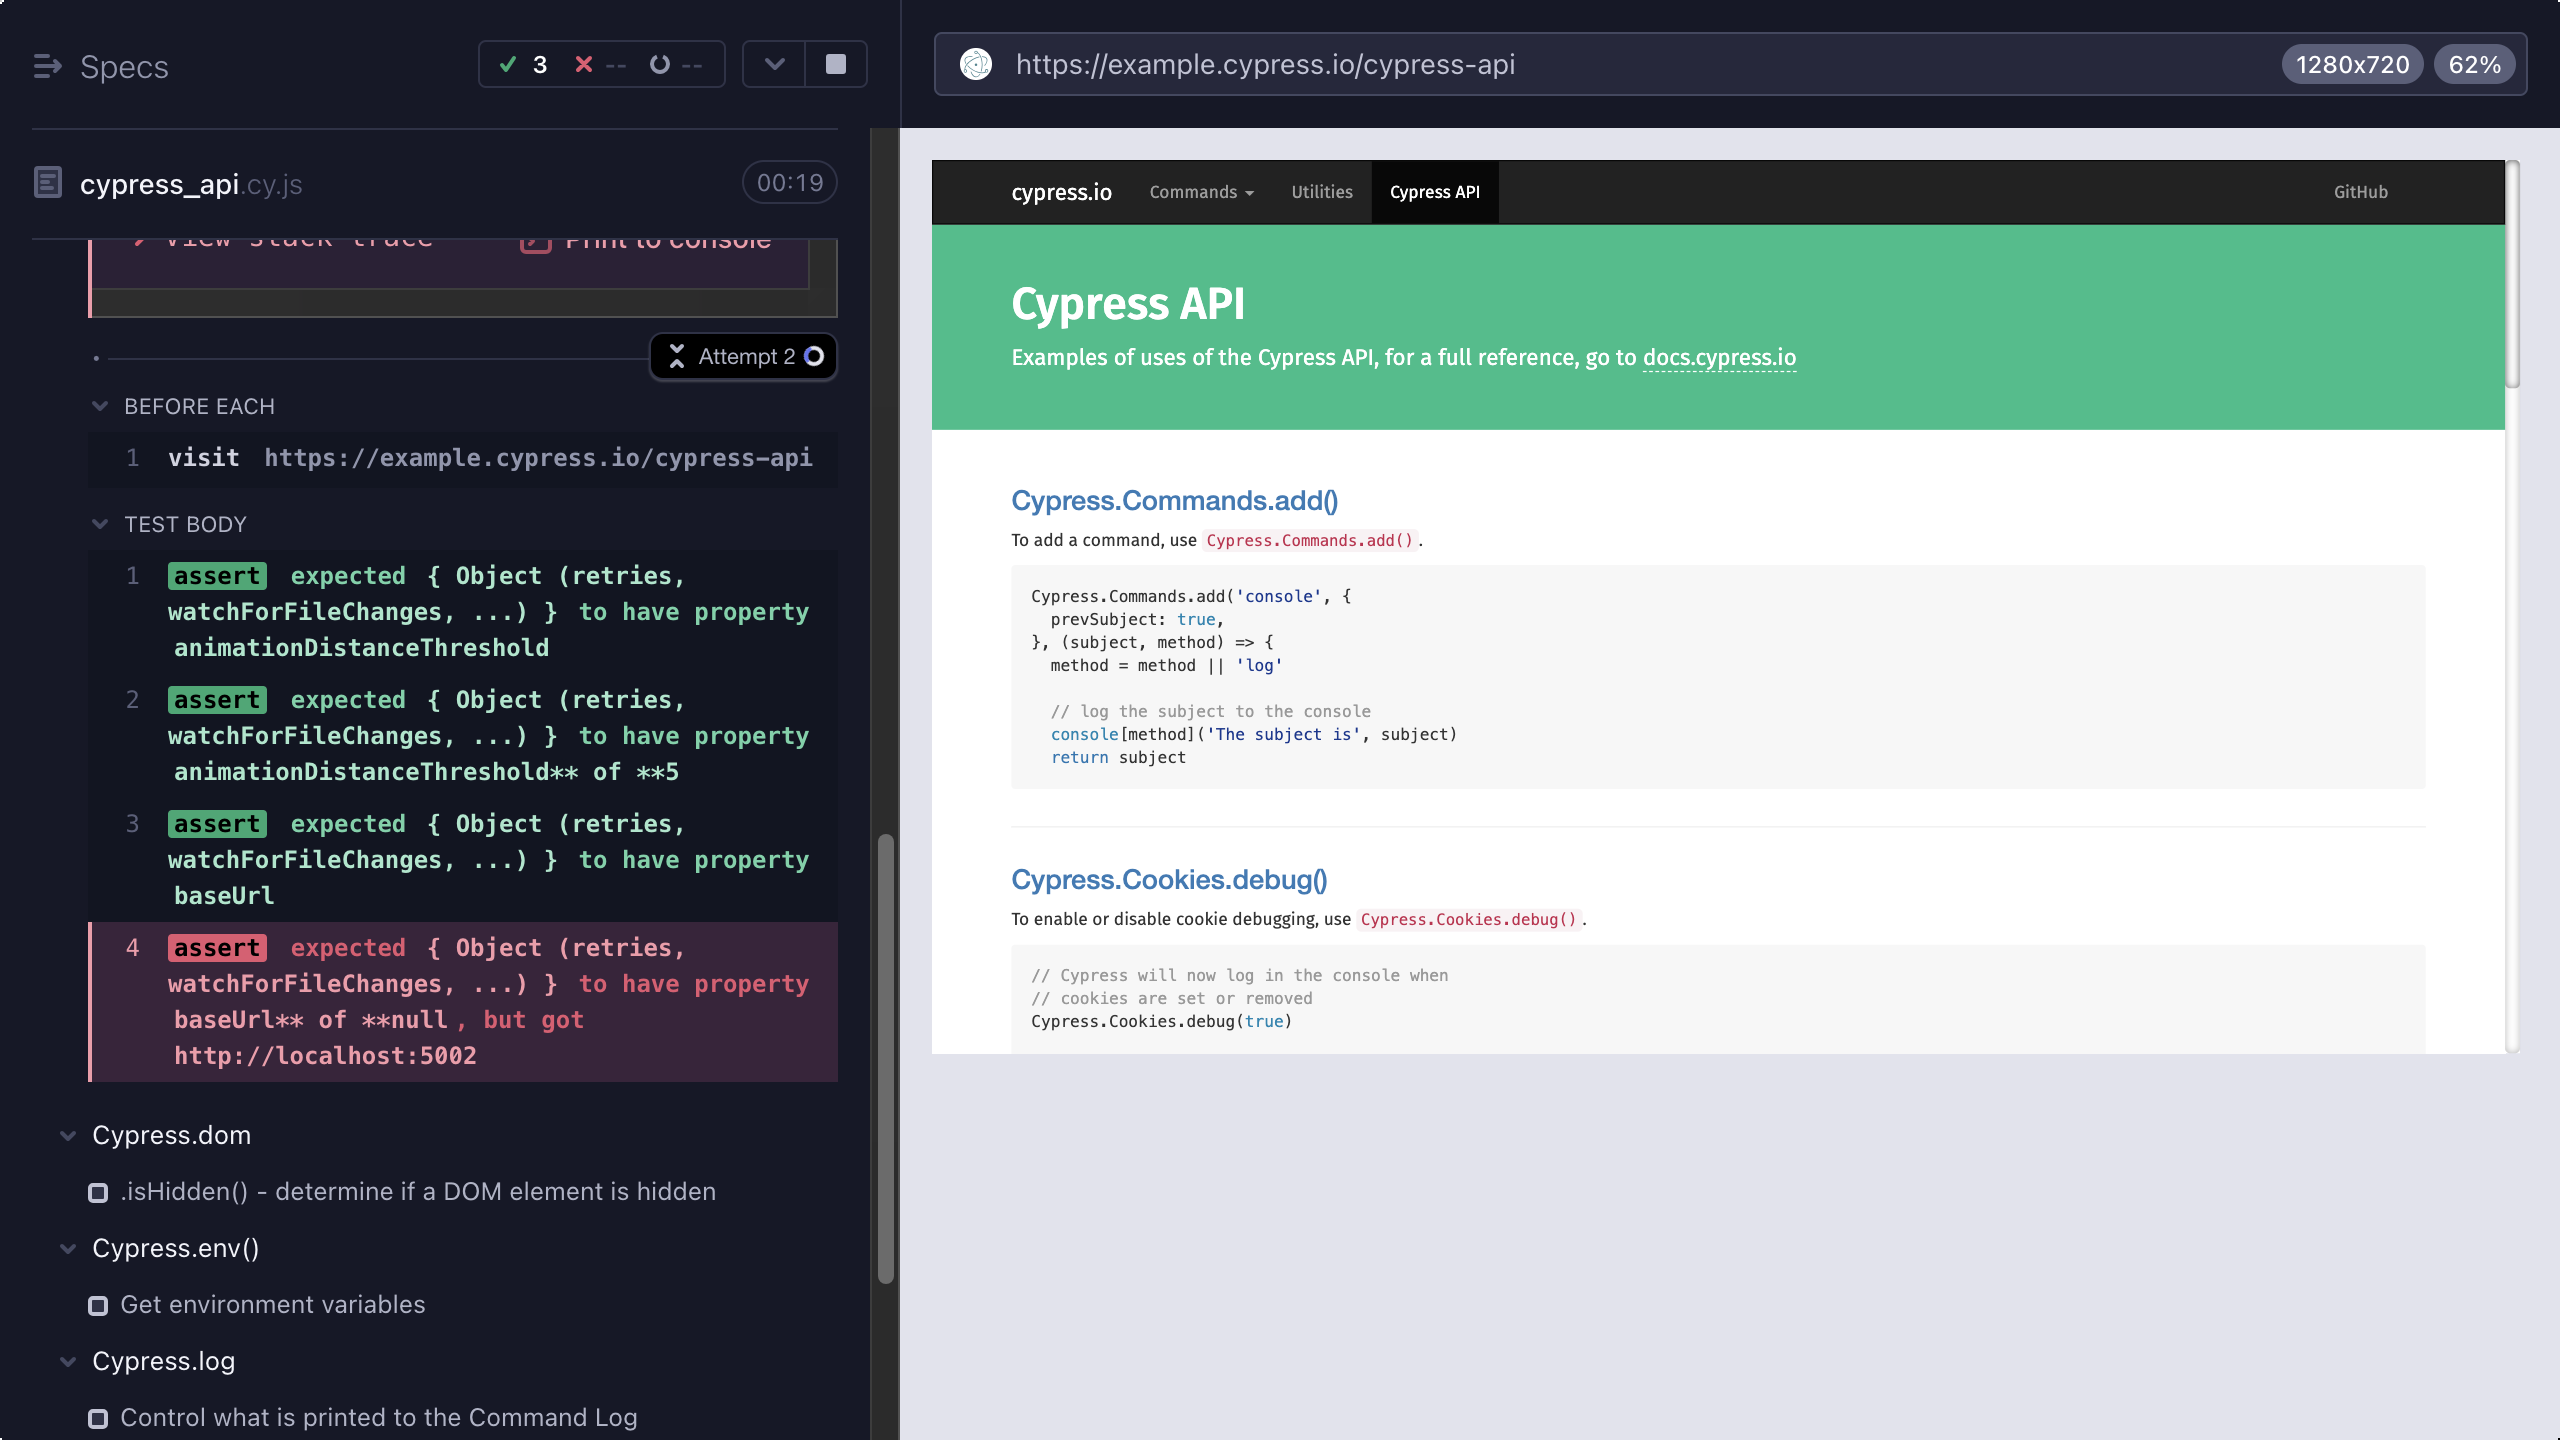 Specs
3 -- --
cypress_api.cy.js
00:19
View stack trace
Print to console
Attempt 2
BEFORE EACH
1 visit https://example.cypress.io/cypress-api
TEST BODY
1 assert expected { Object (retries,
watchForFileChanges, ...) } to have property
animationDistanceThreshold
2 assert expected { Object (retries,
watchForFileChanges, ...) } to have property
animationDistanceThreshold** of **5
3 assert expected { Object (retries,
watchForFileChanges, ...) } to have property
baseUrl
4 assert expected { Object (retries,
watchForFileChanges, ...) } to have property
baseUrl** of **null, but got
http://localhost:5002
Cypress.dom
.isHidden() - determine if a DOM element is hidden
Cypress.env()
Get environment variables
Cypress.log
Control what is printed to the Command Log
https://example.cypress.io/cypress-api
1280x720 62%
cypress.io Commands Utilities Cypress API GitHub
Cypress API
Examples of uses of the Cypress API, for a full reference, go to docs.cypress.io
Cypress.Commands.add()
To add a command, use Cypress.Commands.add().
Cypress.Commands.add('console', {
prevSubject: true,
}, (subject, method) => {
method = method || 'log'
// log the subject to the console
console[method]('The subject is', subject)
return subject
Cypress.Cookies.debug()
To enable or disable cookie debugging, use Cypress.Cookies.debug().
// Cypress will now log in the console when
// cookies are set or removed
Cypress.Cookies.debug(true)